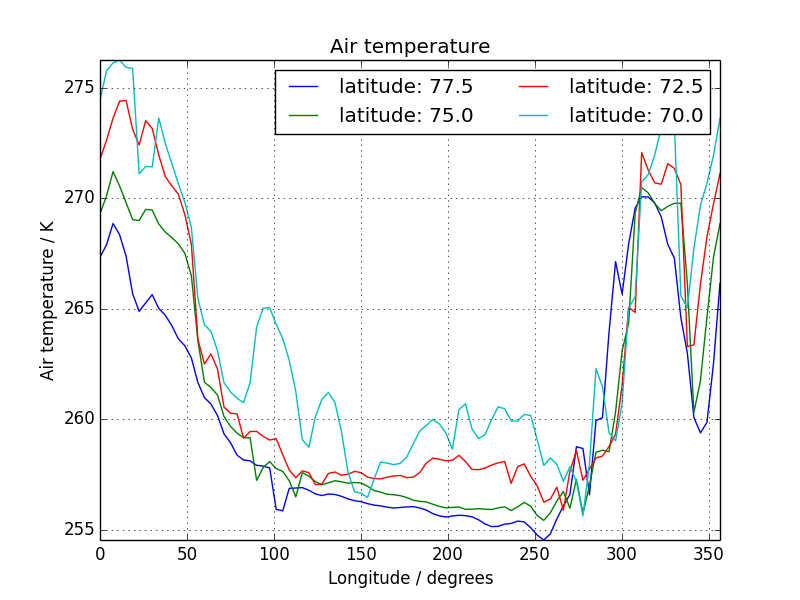 Air temperature
latitude: 77.5 latitude: 72.5
latitude: 75.0 latitude: 70.0
275
270
265
260
255
Air temperature / K
0 50 100 150 200 250 300 350
Longitude / degrees